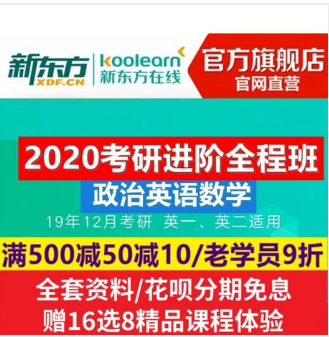 新东方
XDF.CN
koolearn
新东方在线
官方旗舰店
官网直营
2020考研进阶全程班
政治英语数学
19年12月考研 英一、英二适用
满500减50减10/老学员9折
全套资料/花呗分期免息
赠16选8精品课程体验